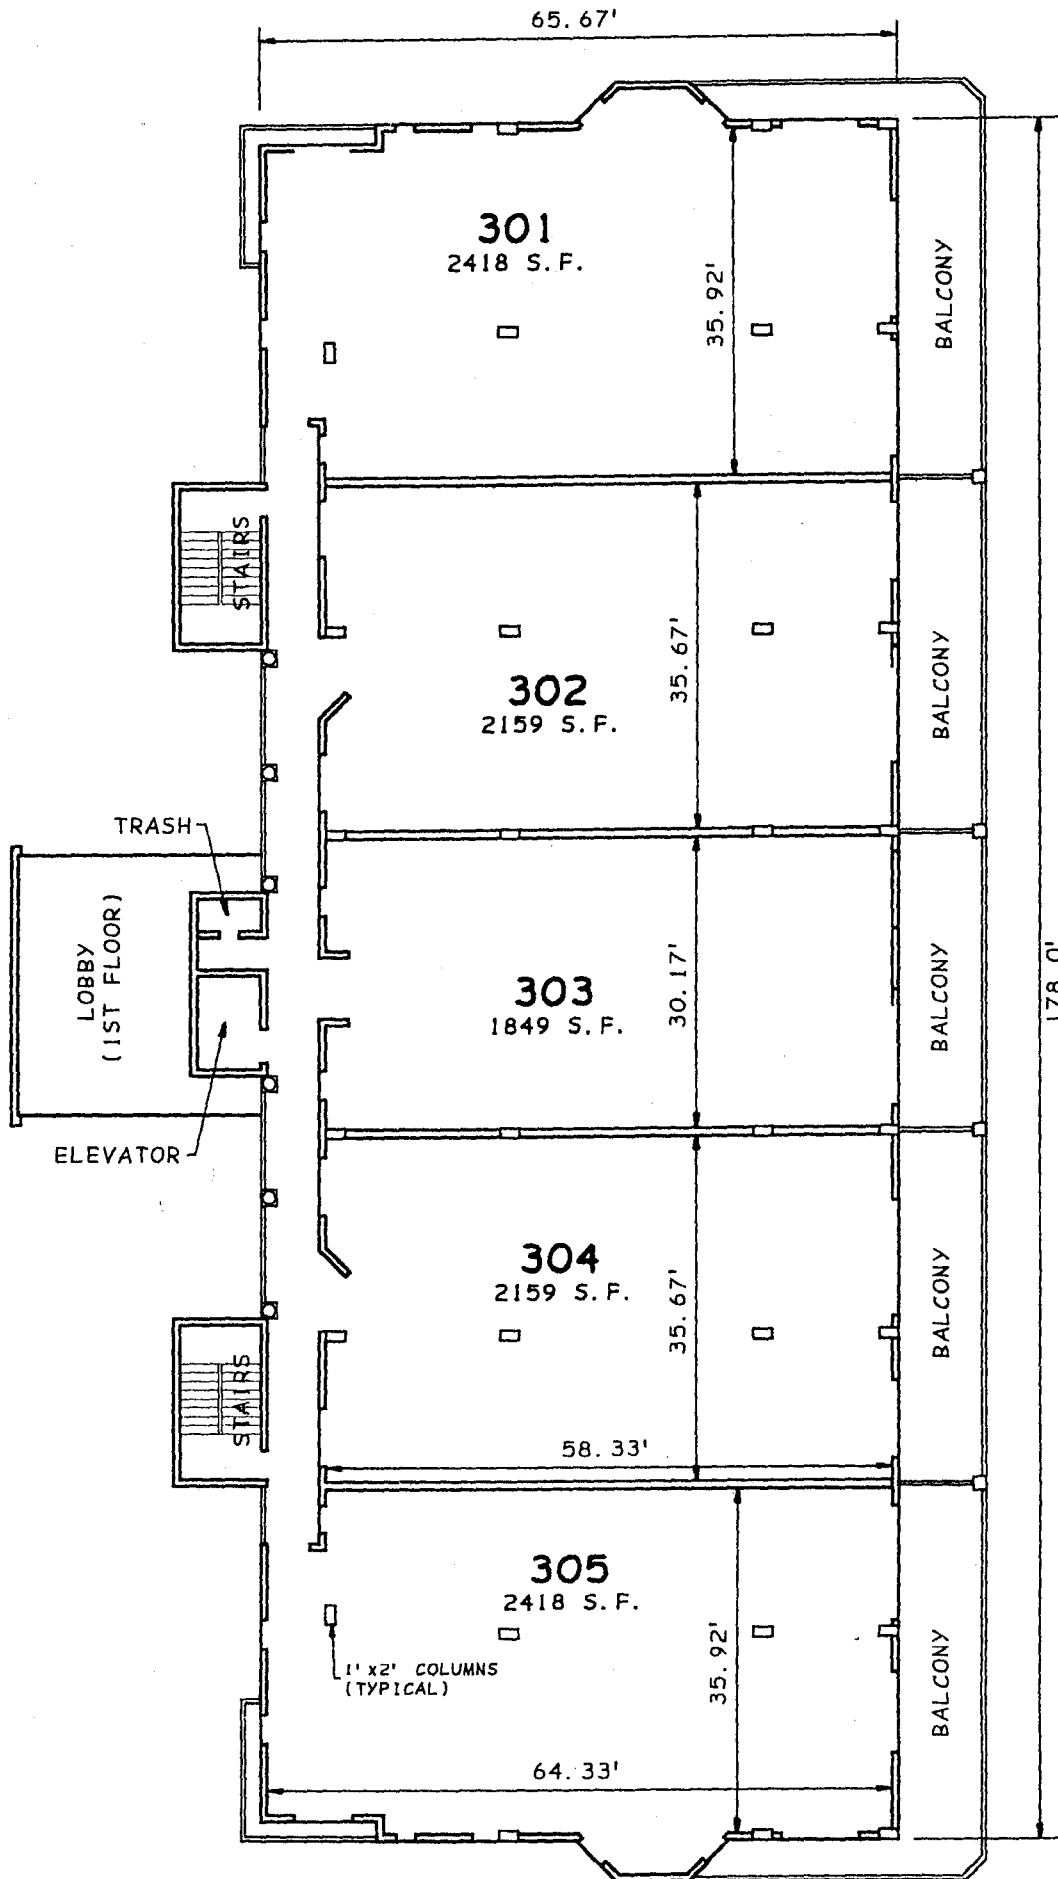 65.67'
301
2418 S.F.
35.92'
BALCONY
STAIRS
302
2159 S.F.
35.67'
BALCONY
TRASH
LOBBY
(1ST FLOOR)
303
1849 S.F.
30.17'
BALCONY
178.0'
ELEVATOR
304
2159 S.F.
35.67'
BALCONY
STAIRS
58.33'
305
2418 S.F.
1'x2' COLUMNS
(TYPICAL)
35.92'
BALCONY
64.33'